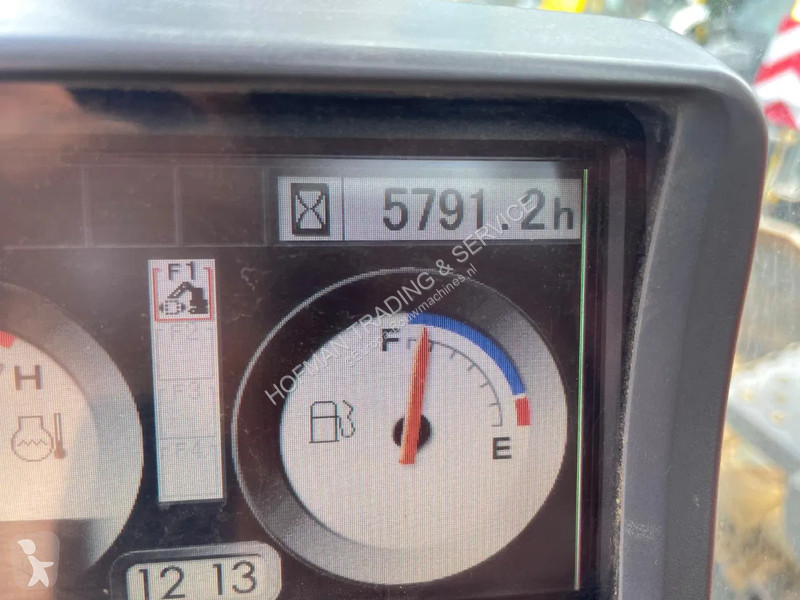 5791.2h
F1
F2
F3
F4
H
F
E
12 13
HOFMAN TRADING & SERVICE